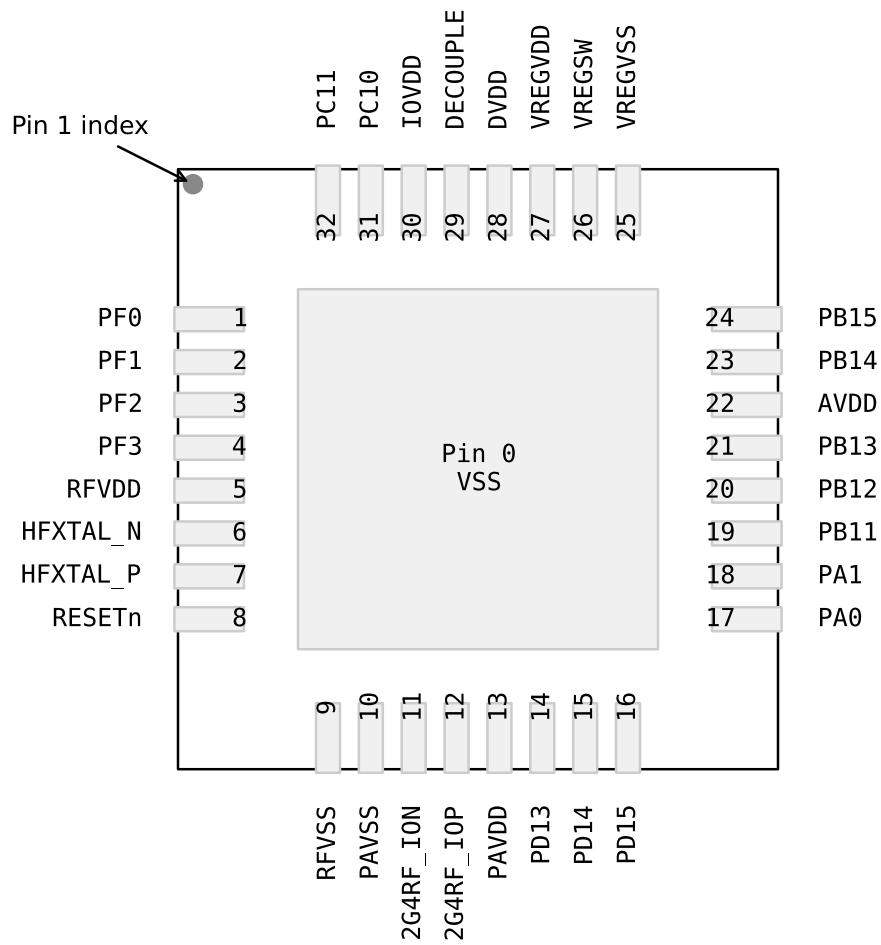 PC11
PC10
IOVDD
DECOUPLE
DVDD
VREGVDD
VREGSW
VREGVSS
Pin 1 index
32
31
30
29
28
27
26
25
PF0 1
PF1 2
PF2 3
PF3 4
RFVDD 5
HFXTAL_N 6
HFXTAL_P 7
RESETn 8
Pin 0
VSS
24 PB15
23 PB14
22 AVDD
21 PB13
20 PB12
19 PB11
18 PA1
17 PA0
9
10
11
12
13
14
15
16
RFVSS
PAVSS
2G4RF_ION
2G4RF_IOP
PAVDD
PD13
PD14
PD15